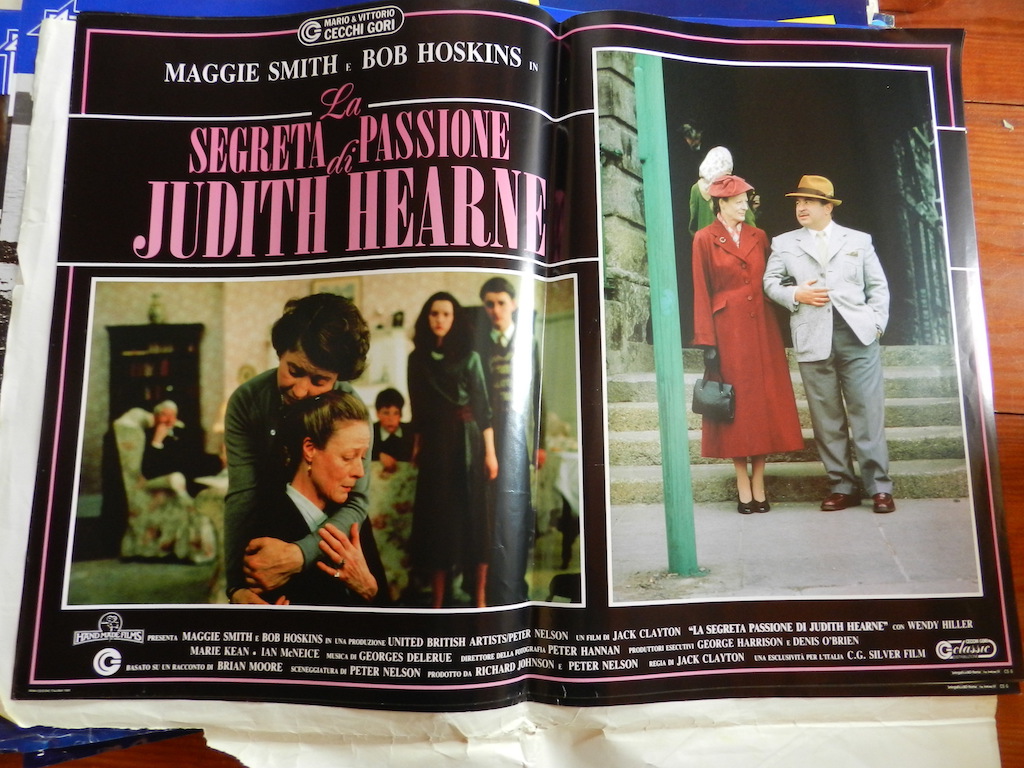 MARIO & VITTORIO
CECCHI GORI
MAGGIE SMITH E BOB HOSKINS IN
La
SEGRETA di PASSIONE
JUDITH HEARNE
HAND MADE FILMS PRESENTA MAGGIE SMITH E BOB HOSKINS IN UNA PRODUZIONE UNITED BRITISH ARTISTS/PETER NELSON UN FILM DI JACK CLAYTON "LA SEGRETA PASSIONE DI JUDITH HEARNE" CON WENDY HILLER
MARIE KEAN • IAN McNEICE MUSICA DI GEORGES DELERUE DIRETTORE DELLA FOTOGRAFIA PETER HANNAN PRODUTTORI ESECUTIVI GEORGE HARRISON E DENIS O'BRIEN
BASATO SU UN RACCONTO DI BRIAN MOORE SCENEGGIATURA DI PETER NELSON PRODOTTO DA RICHARD JOHNSON E PETER NELSON REGIA DI JACK CLAYTON UNA ESCLUSIVITÀ PER L'ITALIA C.G. SILVER FILM
classic